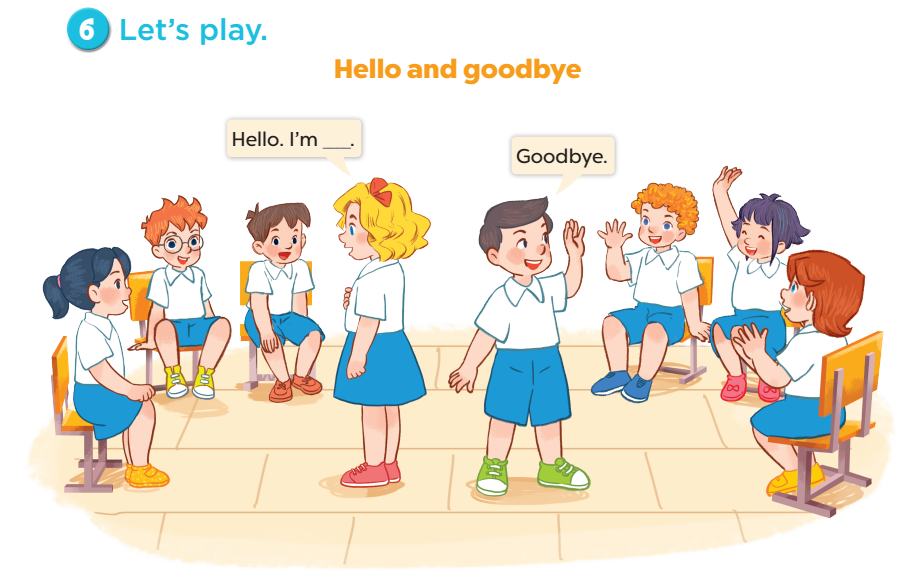 6 Let's play.
Hello and goodbye
Hello. I'm ___.
Goodbye.